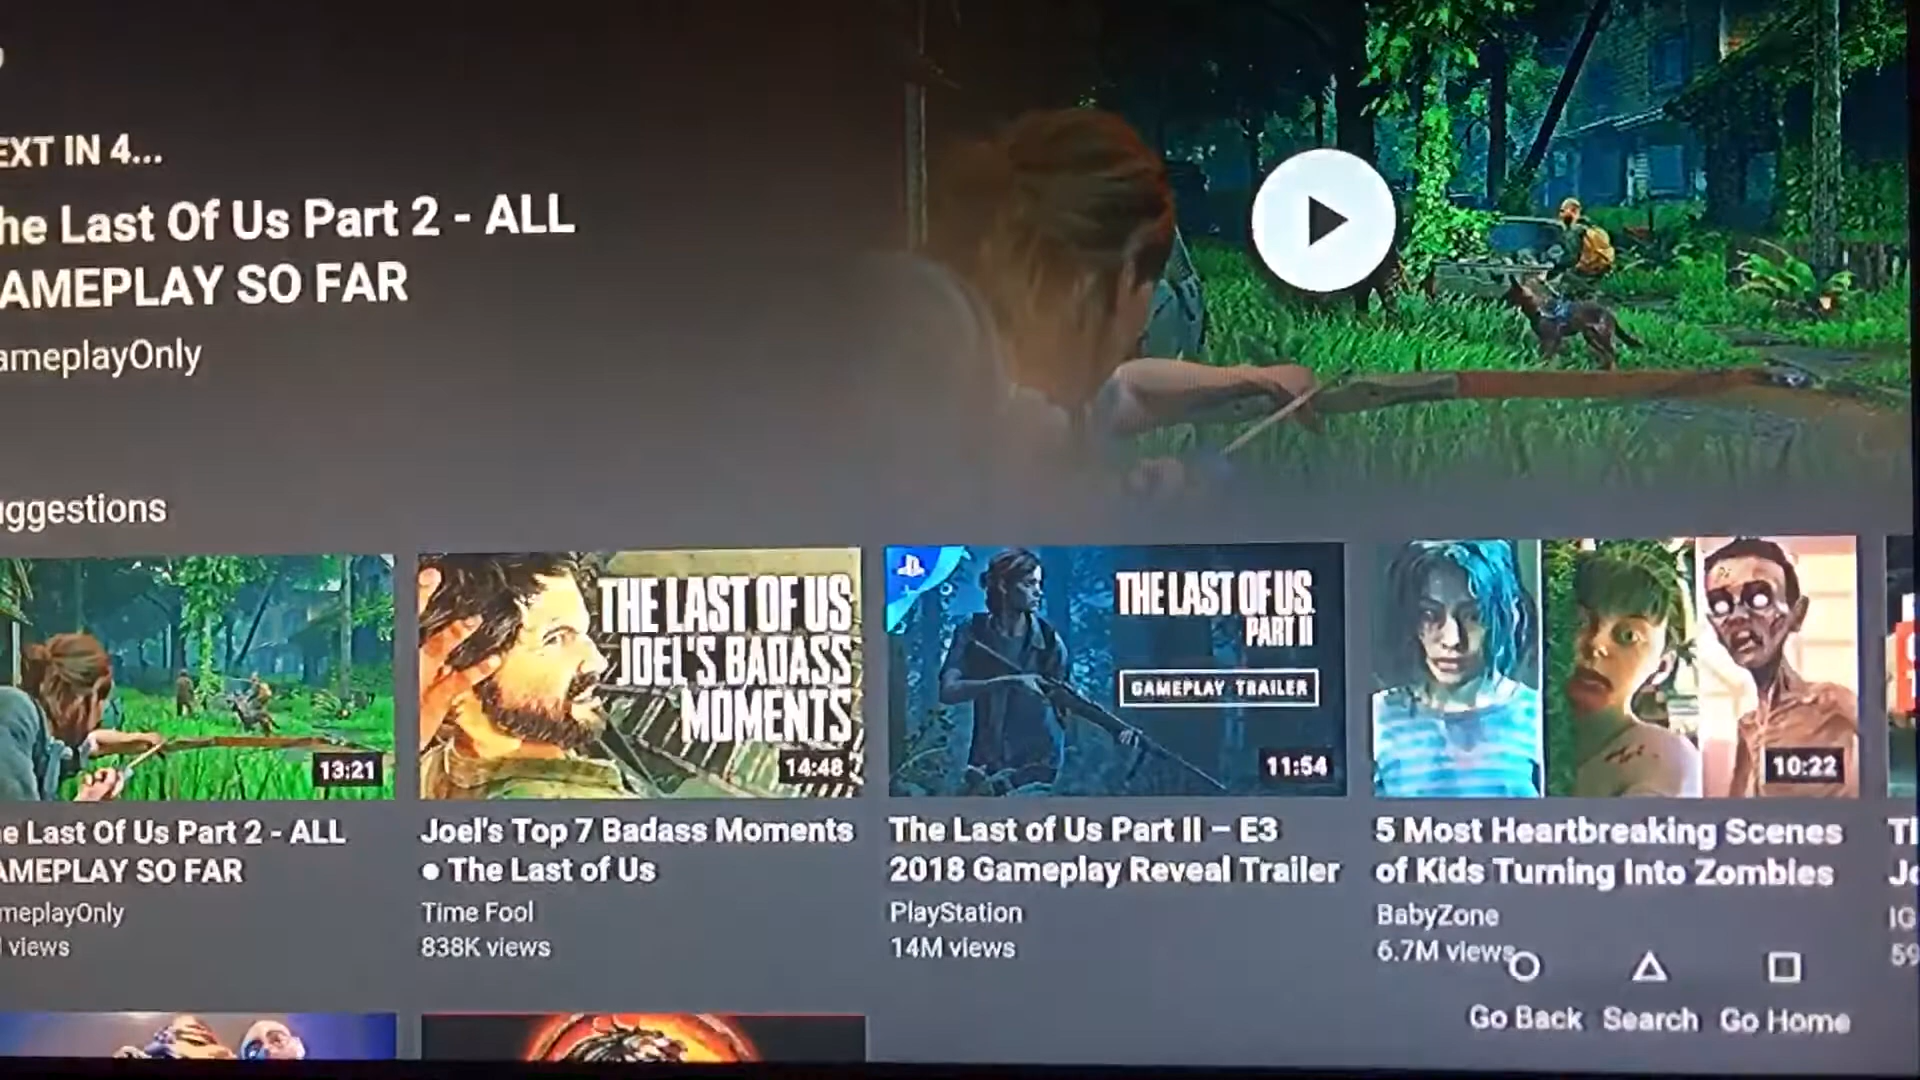 EXT IN 4...
he Last Of Us Part 2 - ALL
AMEPLAY SO FAR
ameplayOnly
ggestions
13:21
THE LAST OF US
JOEL'S BADASS
MOMENTS
14:48
THE LAST OF US
PART II
GAMEPLAY TRAILER
11:54
10:22
e Last Of Us Part 2 - ALL
AMEPLAY SO FAR
meplayOnly
views
Joel's Top 7 Badass Moments
● The Last of Us
Time Fool
838K views
The Last of Us Part II – E3
2018 Gameplay Reveal Trailer
PlayStation
14M views
5 Most Heartbreaking Scenes
of Kids Turning Into Zombies
BabyZone
6.7M views
IG
59
Go Back
Search
Go Home